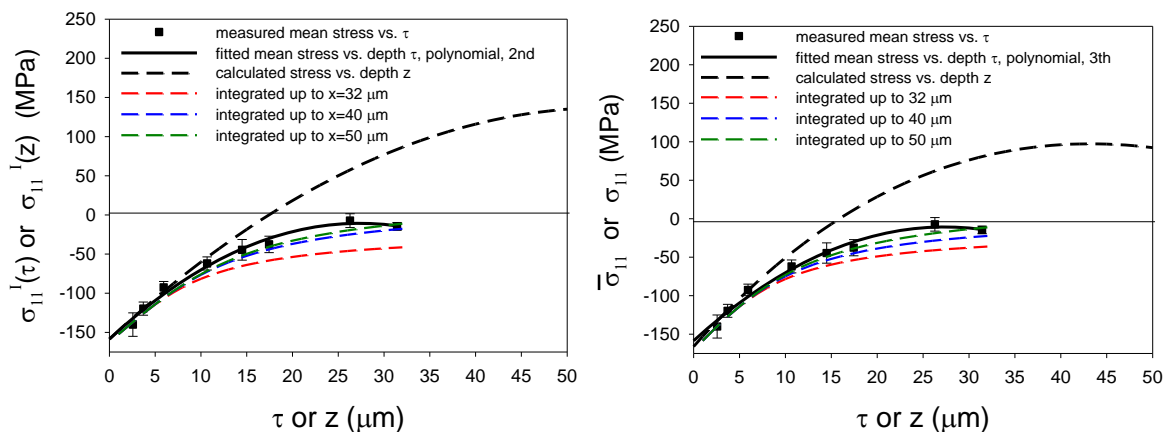 250
200
150
100
50
0
-50
-100
-150
σ₁₁ᴵ(τ) or σ₁₁ᴵ(z) (MPa)
measured mean stress vs. τ
fitted mean stress vs. depth τ, polynomial, 2nd
calculated stress vs. depth z
integrated up to x=32 μm
integrated up to x=40 μm
integrated up to x=50 μm
0 5 10 15 20 25 30 35 40 45 50
τ or z (μm)
250
200
150
100
50
0
-50
-100
-150
σ̅₁₁ or σ₁₁ (MPa)
measured mean stress vs. τ
fitted mean stress vs. depth τ, polynomial, 3th
calculated stress vs. depth z
integrated up to 32 μm
integrated up to 40 μm
integrated up to 50 μm
0 5 10 15 20 25 30 35 40 45 50
τ or z (μm)